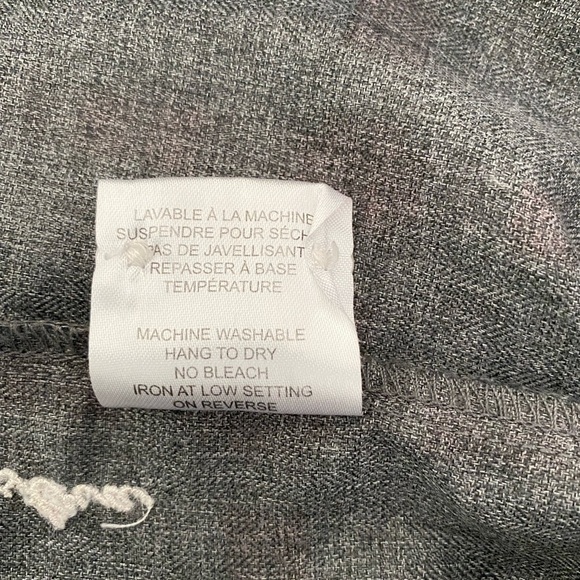 LAVABLE À LA MACHINE
SUSPENDRE POUR SÉCH
PAS DE JAVELLISANT
REPASSER À BASE
TEMPÉRATURE
MACHINE WASHABLE
HANG TO DRY
NO BLEACH
IRON AT LOW SETTING
ON REVERSE